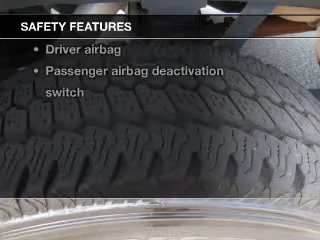 SAFETY FEATURES
• Driver airbag
• Passenger airbag deactivation
switch